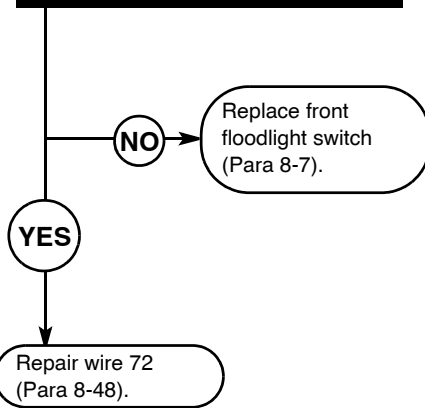 NO
Replace front
floodlight switch
(Para 8-7).
YES
Repair wire 72
(Para 8-48).